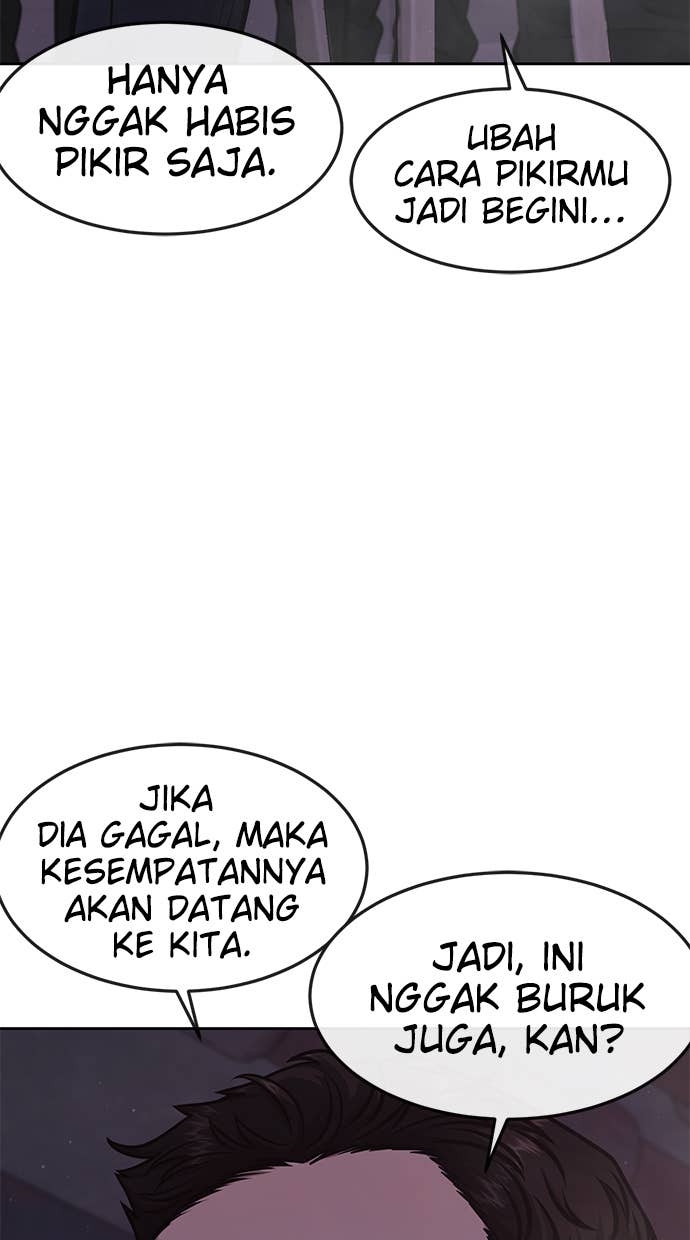 HANYA
NGGAK HABIS
PIKIR SAJA.
UBAH
CARA PIKIRMU
JADI BEGINI...
JIKA
DIA GAGAL, MAKA
KESEMPATANNYA
AKAN DATANG
KE KITA.
JADI, INI
NGGAK BURUK
JUGA, KAN?